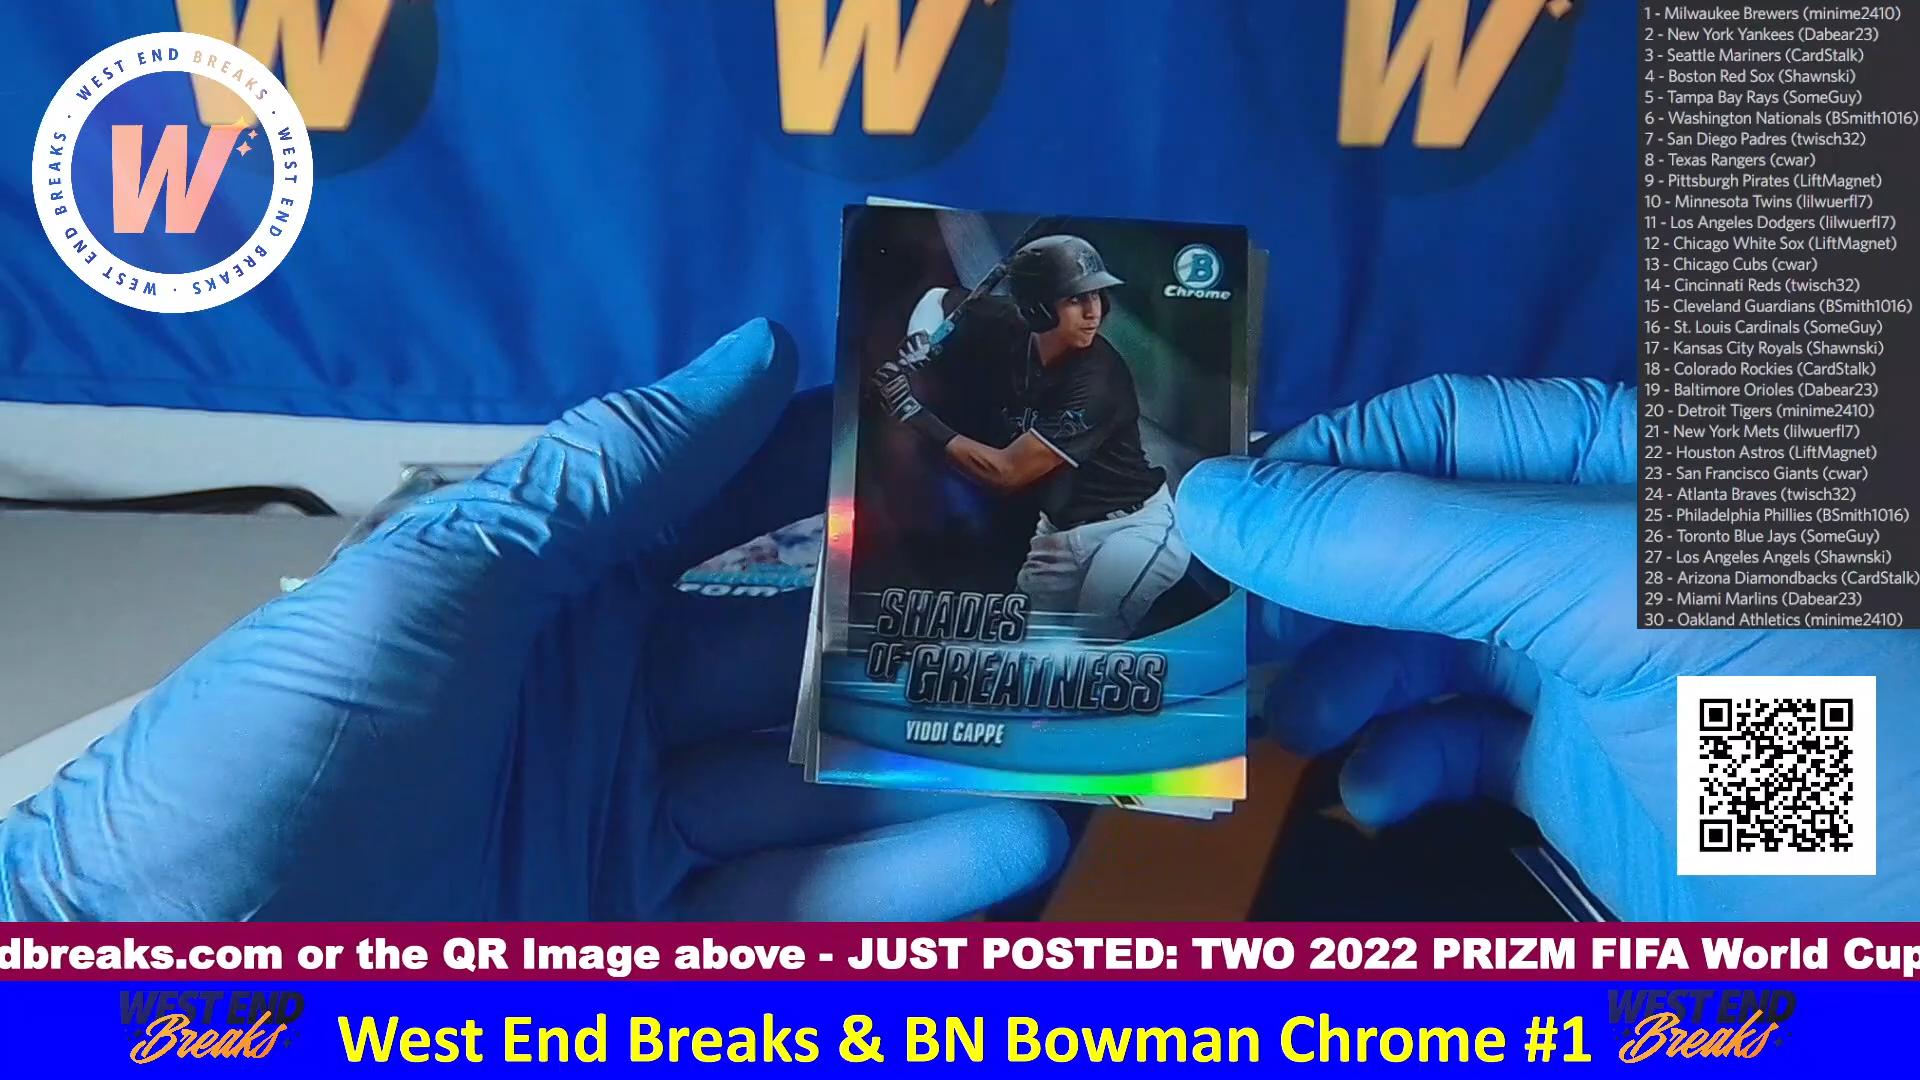 WEST END BREAKS · WEST END BREAKS · WEST END BREAKS ·
W
W
W
W
B
Chrome
SHADES
OF GREATNESS
YIDDI CAPPE
1 - Milwaukee Brewers (minime2410)
2 - New York Yankees (Dabear23)
3 - Seattle Mariners (CardStalk)
4 - Boston Red Sox (Shawnski)
5 - Tampa Bay Rays (SomeGuy)
6 - Washington Nationals (BSmith1016)
7 - San Diego Padres (twisch32)
8 - Texas Rangers (cwar)
9 - Pittsburgh Pirates (LiftMagnet)
10 - Minnesota Twins (lilwuerfl7)
11 - Los Angeles Dodgers (lilwuerfl7)
12 - Chicago White Sox (LiftMagnet)
13 - Chicago Cubs (cwar)
14 - Cincinnati Reds (twisch32)
15 - Cleveland Guardians (BSmith1016)
16 - St. Louis Cardinals (SomeGuy)
17 - Kansas City Royals (Shawnski)
18 - Colorado Rockies (CardStalk)
19 - Baltimore Orioles (Dabear23)
20 - Detroit Tigers (minime2410)
21 - New York Mets (lilwuerfl7)
22 - Houston Astros (LiftMagnet)
23 - San Francisco Giants (cwar)
24 - Atlanta Braves (twisch32)
25 - Philadelphia Phillies (BSmith1016)
26 - Toronto Blue Jays (SomeGuy)
27 - Los Angeles Angels (Shawnski)
28 - Arizona Diamondbacks (CardStalk)
29 - Miami Marlins (Dabear23)
30 - Oakland Athletics (minime2410)
dbreaks.com or the QR Image above - JUST POSTED: TWO 2022 PRIZM FIFA World Cup
WEST END
Breaks
West End Breaks & BN Bowman Chrome #1
WEST END
Breaks